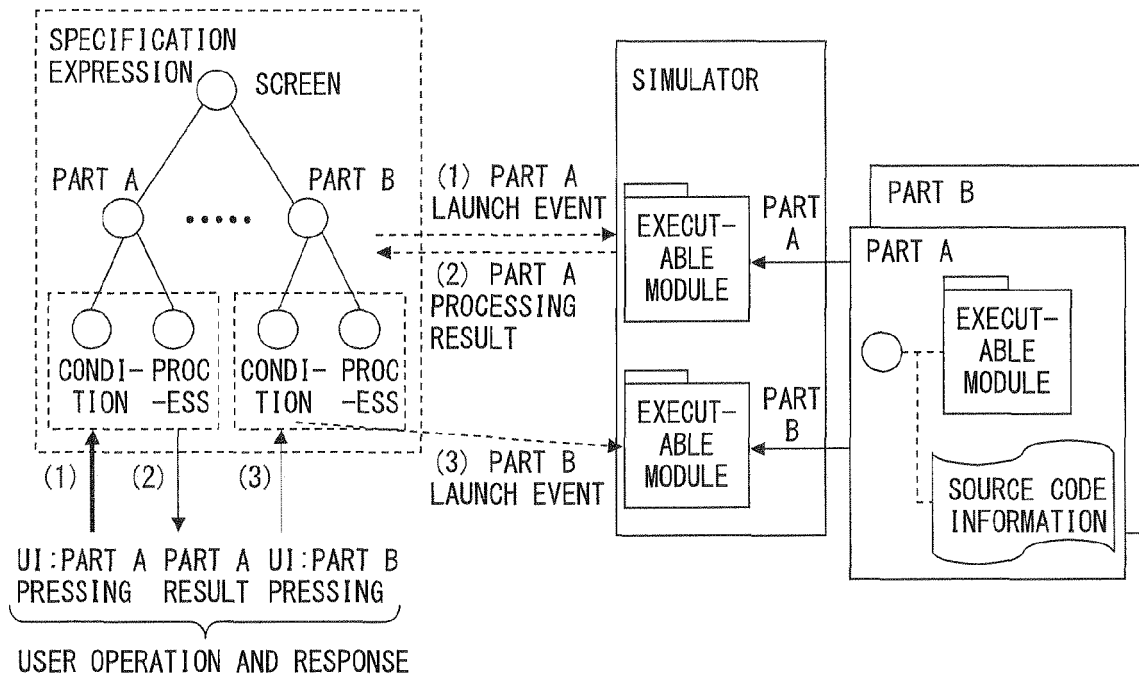 SPECIFICATION
EXPRESSION
SCREEN
PART A
PART B
.....
CONDI-
TION
PROC
-ESS
CONDI-
TION
PROC
-ESS
(1)
(2)
(3)
UI:PART A
PRESSING
PART A
RESULT
UI:PART B
PRESSING
USER OPERATION AND RESPONSE
(1) PART A
LAUNCH EVENT
(2) PART A
PROCESSING
RESULT
(3) PART B
LAUNCH EVENT
SIMULATOR
EXECUT-
ABLE
MODULE
PART
A
EXECUT-
ABLE
MODULE
PART
B
PART B
PART A
EXECUT-
ABLE
MODULE
SOURCE CODE
INFORMATION